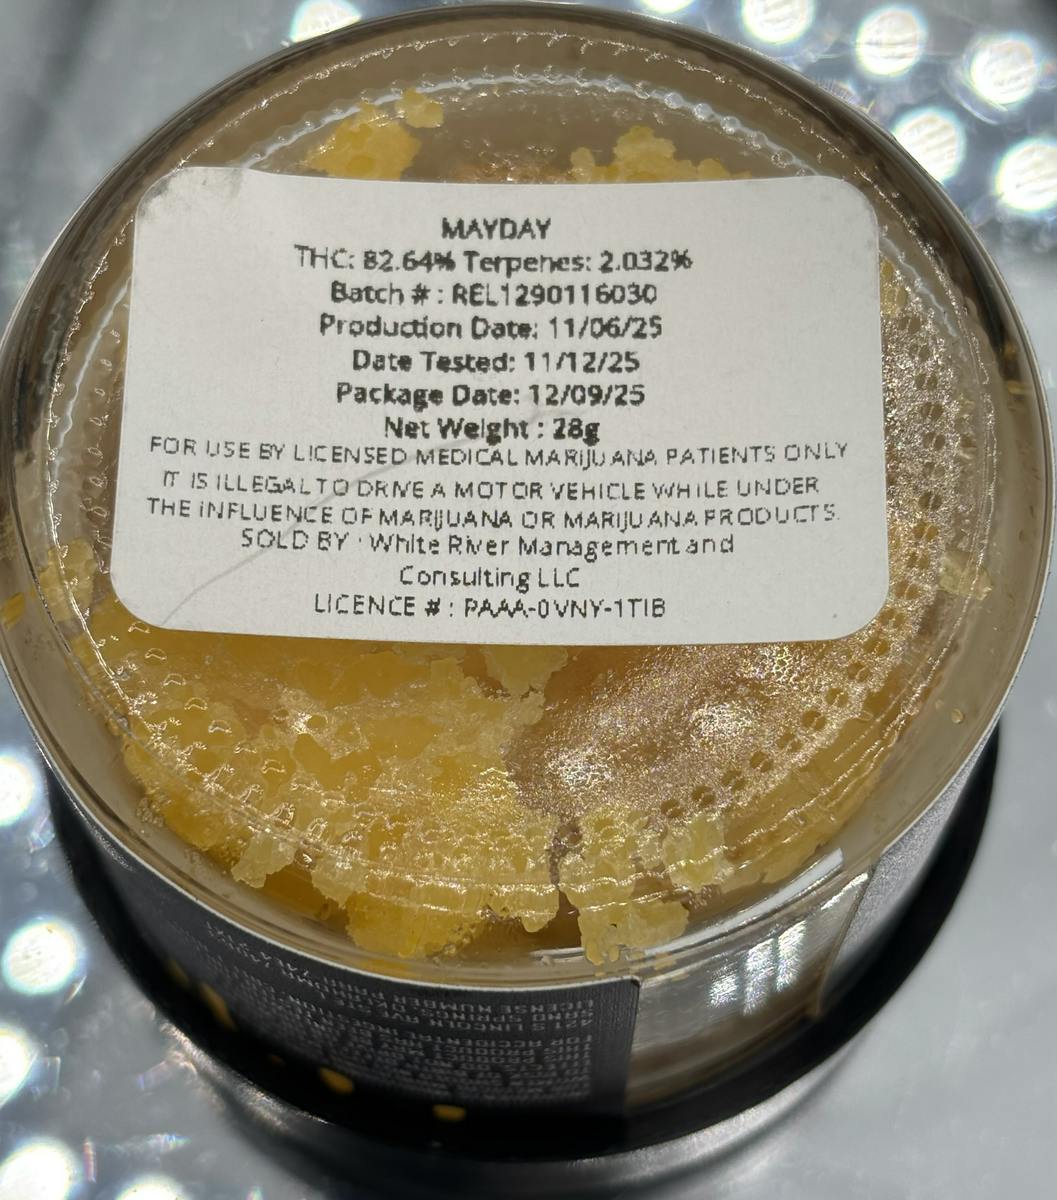 MAYDAY
THC: 82.64% Terpenes: 2.032%
Batch # : REL1290116030
Production Date: 11/06/25
Date Tested: 11/12/25
Package Date: 12/09/25
Net Weight : 28g
FOR USE BY LICENSED MEDICAL MARIJUANA PATIENTS ONLY
IT IS ILLEGAL TO DRIVE A MOTOR VEHICLE WHILE UNDER
THE INFLUENCE OF MARIJUANA OR MARIJUANA PRODUCTS.
SOLD BY : White River Management and
Consulting LLC
LICENCE # : PAAA-0VNY-1TIB